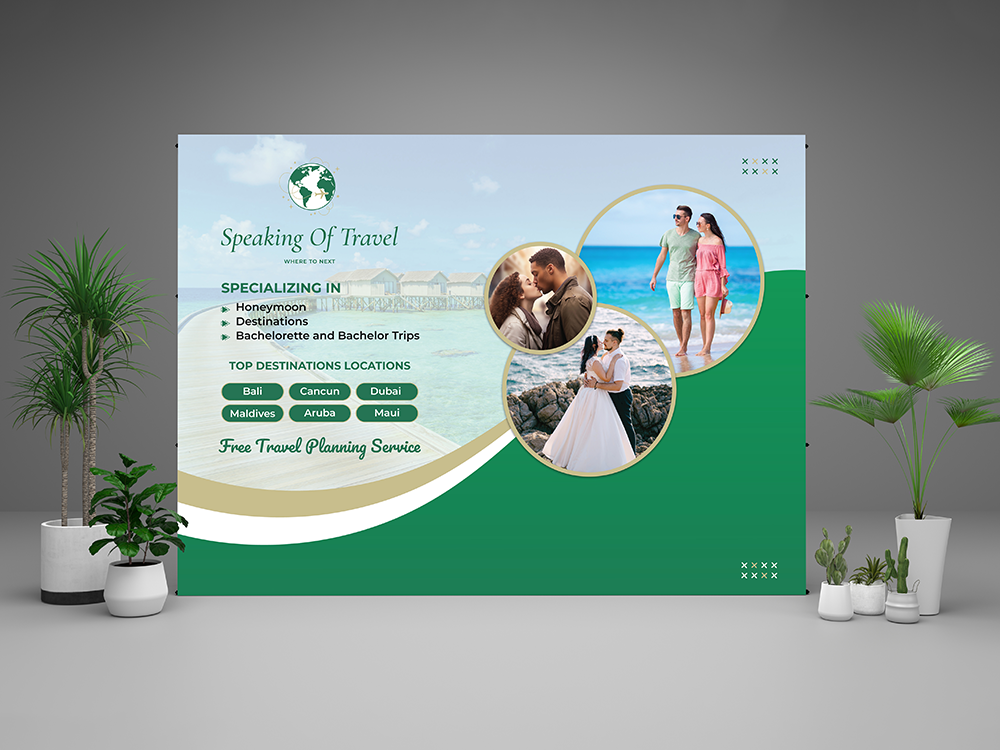 Speaking Of Travel
WHERE TO NEXT
SPECIALIZING IN
Honeymoon
Destinations
Bachelorette and Bachelor Trips
TOP DESTINATIONS LOCATIONS
Bali Cancun Dubai
Maldives Aruba Maui
Free Travel Planning Service